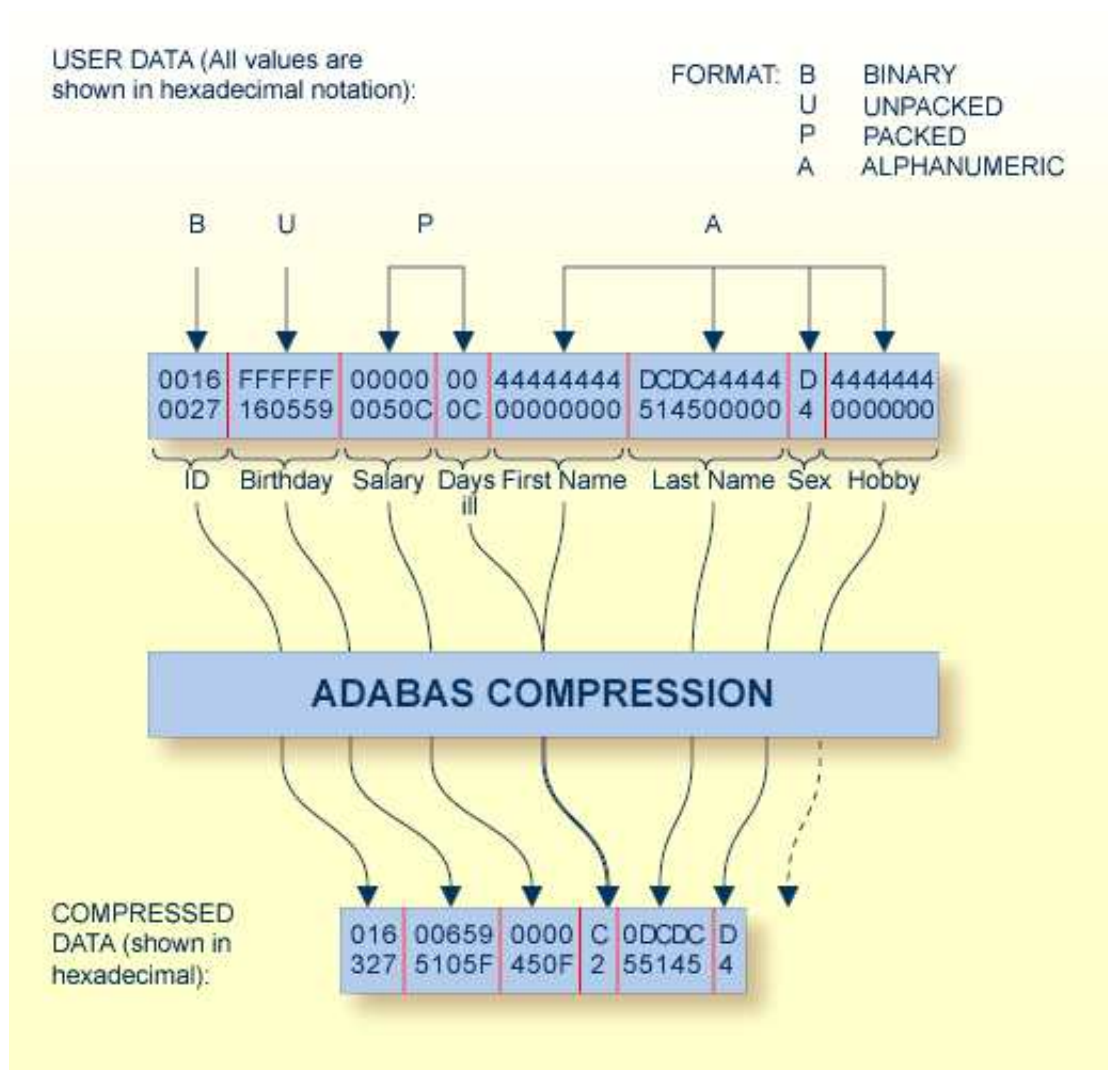 USER DATA (All values are
shown in hexadecimal notation):
FORMAT: B BINARY
U UNPACKED
P PACKED
A ALPHANUMERIC
B U P A
0016 FFFFFF 00000 00 44444444 DCDC44444 D 4444444
0027 160559 0050C 0C 00000000 514500000 4 0000000
ID Birthday Salary Days First Name Last Name Sex Hobby
ill
ADABAS COMPRESSION
COMPRESSED
DATA (shown in
hexadecimal):
016 00659 0000 C 0DCDC D
327 5105F 450F 2 55145 4